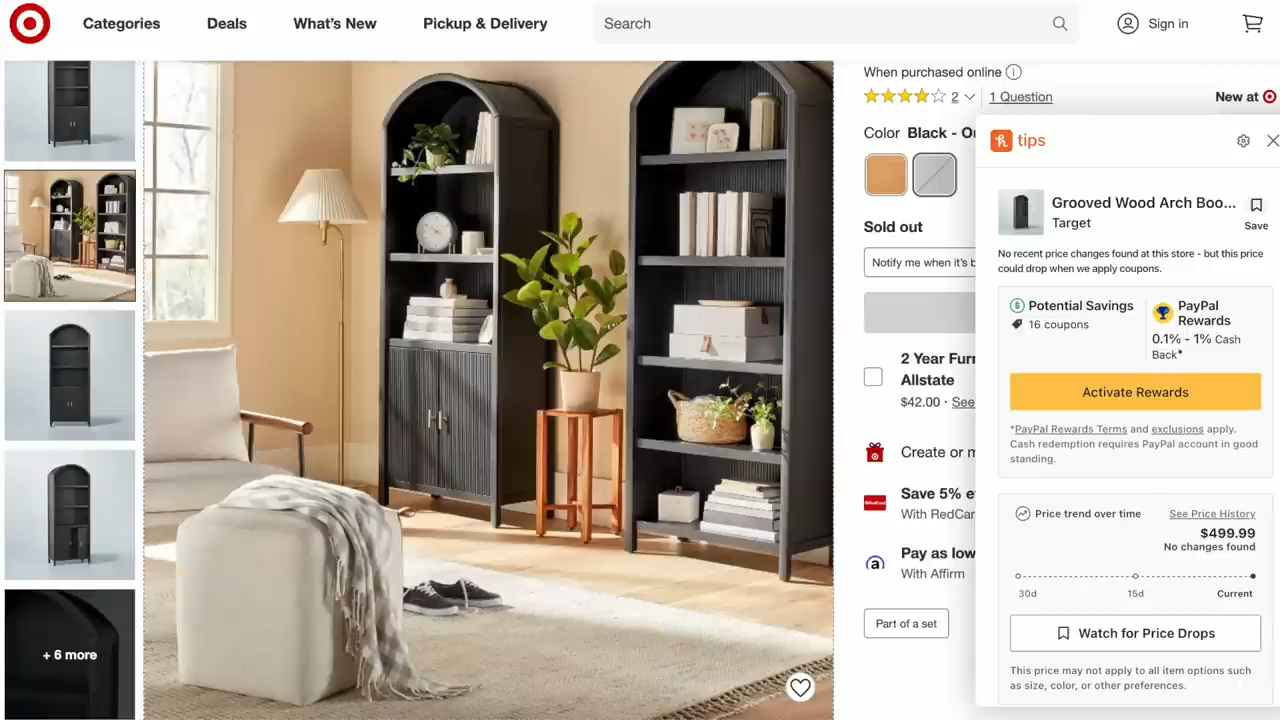 Categories
Deals
What's New
Pickup & Delivery
Search
Sign in
+ 6 more
When purchased online
2
1 Question
New at
Color Black - Ou
Sold out
Notify me when it's b
2 Year Furn
Allstate
$42.00 · See
Create or m
Save 5% e
With RedCar
Pay as low
With Affirm
Part of a set
tips
Grooved Wood Arch Boo...
Target
Save
No recent price changes found at this store - but this price
could drop when we apply coupons.
Potential Savings
16 coupons
PayPal
Rewards
0.1% - 1% Cash
Back*
Activate Rewards
*PayPal Rewards Terms and exclusions apply.
Cash redemption requires PayPal account in good
standing.
Price trend over time
See Price History
$499.99
No changes found
30d
15d
Current
Watch for Price Drops
This price may not apply to all item options such
as size, color, or other preferences.